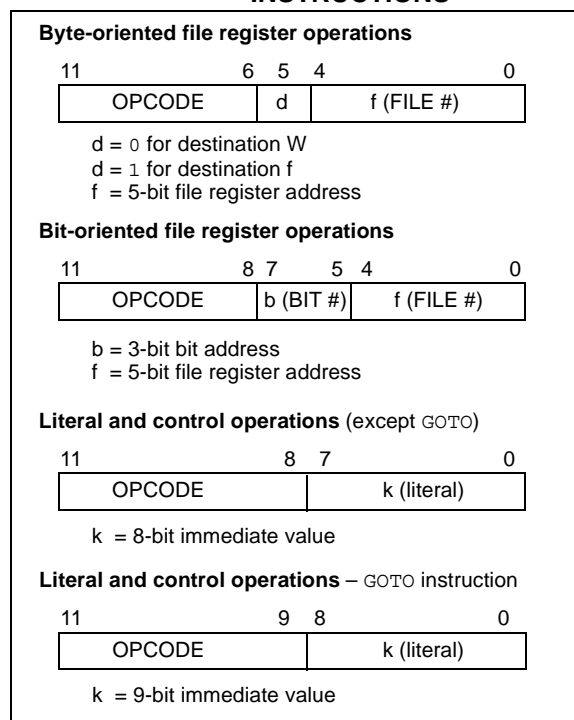 INSTRUCTIONS
Byte-oriented file register operations
11 6 5 4 0
OPCODE d f (FILE #)
d = 0 for destination W
d = 1 for destination f
f = 5-bit file register address
Bit-oriented file register operations
11 8 7 5 4 0
OPCODE b (BIT #) f (FILE #)
b = 3-bit bit address
f = 5-bit file register address
Literal and control operations (except GOTO)
11 8 7 0
OPCODE k (literal)
k = 8-bit immediate value
Literal and control operations – GOTO instruction
11 9 8 0
OPCODE k (literal)
k = 9-bit immediate value